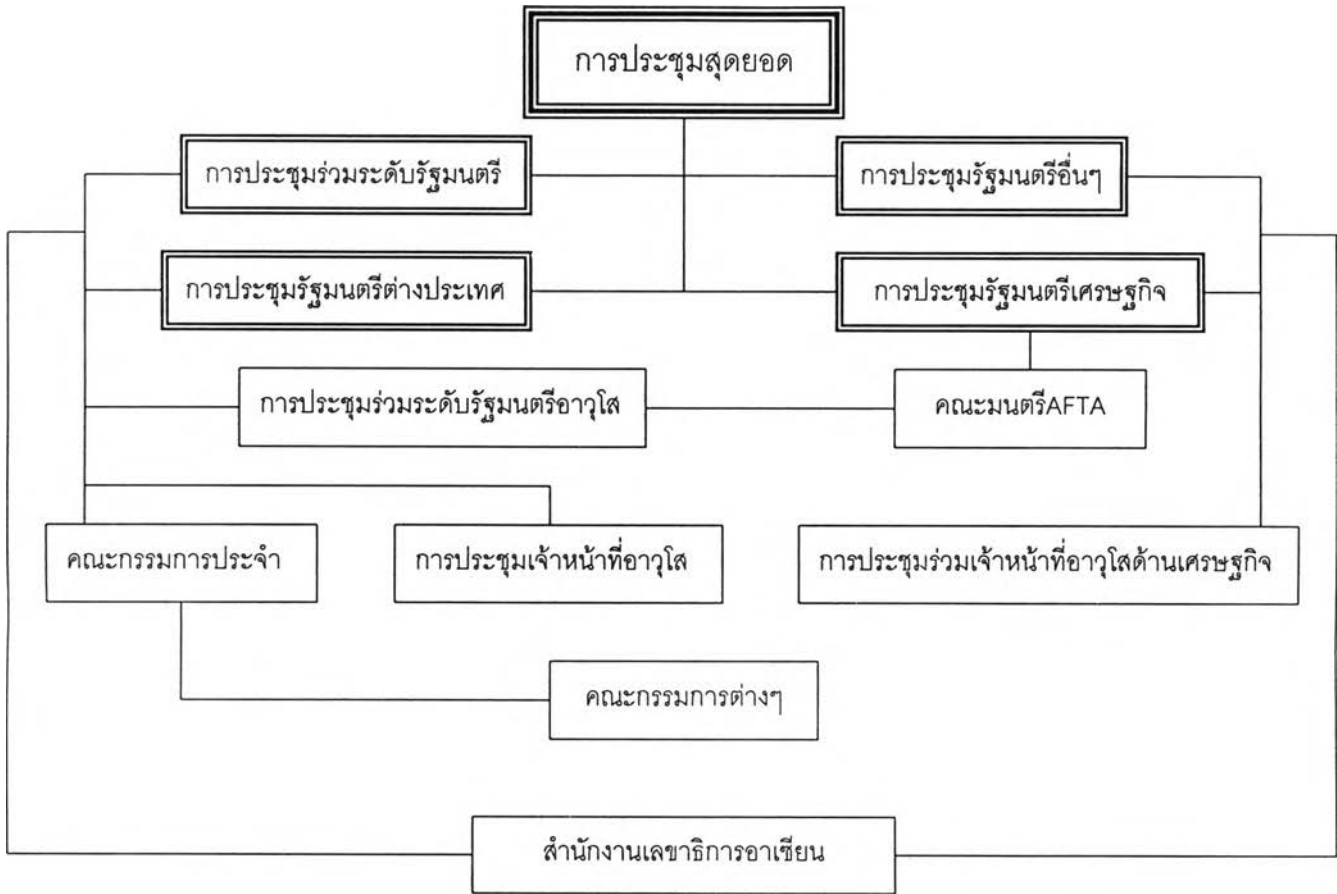 การประชุมสุดยอด
การประชุมร่วมระดับรัฐมนตรี
การประชุมรัฐมนตรีอื่นๆ
การประชุมรัฐมนตรีต่างประเทศ
การประชุมรัฐมนตรีเศรษฐกิจ
การประชุมร่วมระดับรัฐมนตรีอาวุโส
คณะมนตรีAFTA
คณะกรรมการประจำ
การประชุมเจ้าหน้าที่อาวุโส
การประชุมร่วมเจ้าหน้าที่อาวุโสด้านเศรษฐกิจ
คณะกรรมการต่างๆ
สำนักงานเลขาธิการอาเซียน